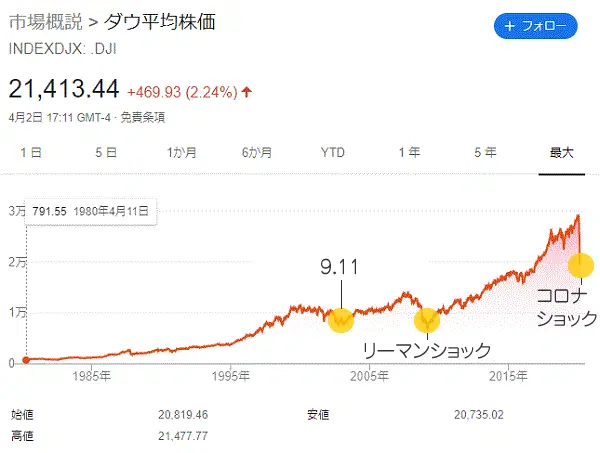 市場概説 > ダウ平均株価
+ フォロー
INDEXDJX: .DJI
21,413.44 +469.93 (2.24%)
4月2日 17:11 GMT-4 · 免責条項
1 日 5 日 1か月 6か月 YTD 1 年 5 年 最大
3万
791.55 1980年4月11日
2万
9.11
コロナ
ショック
1万
リーマンショック
0
1985年 1995年 2005年 2015年
始値 20,819.46 安値 20,735.02
高値 21,477.77